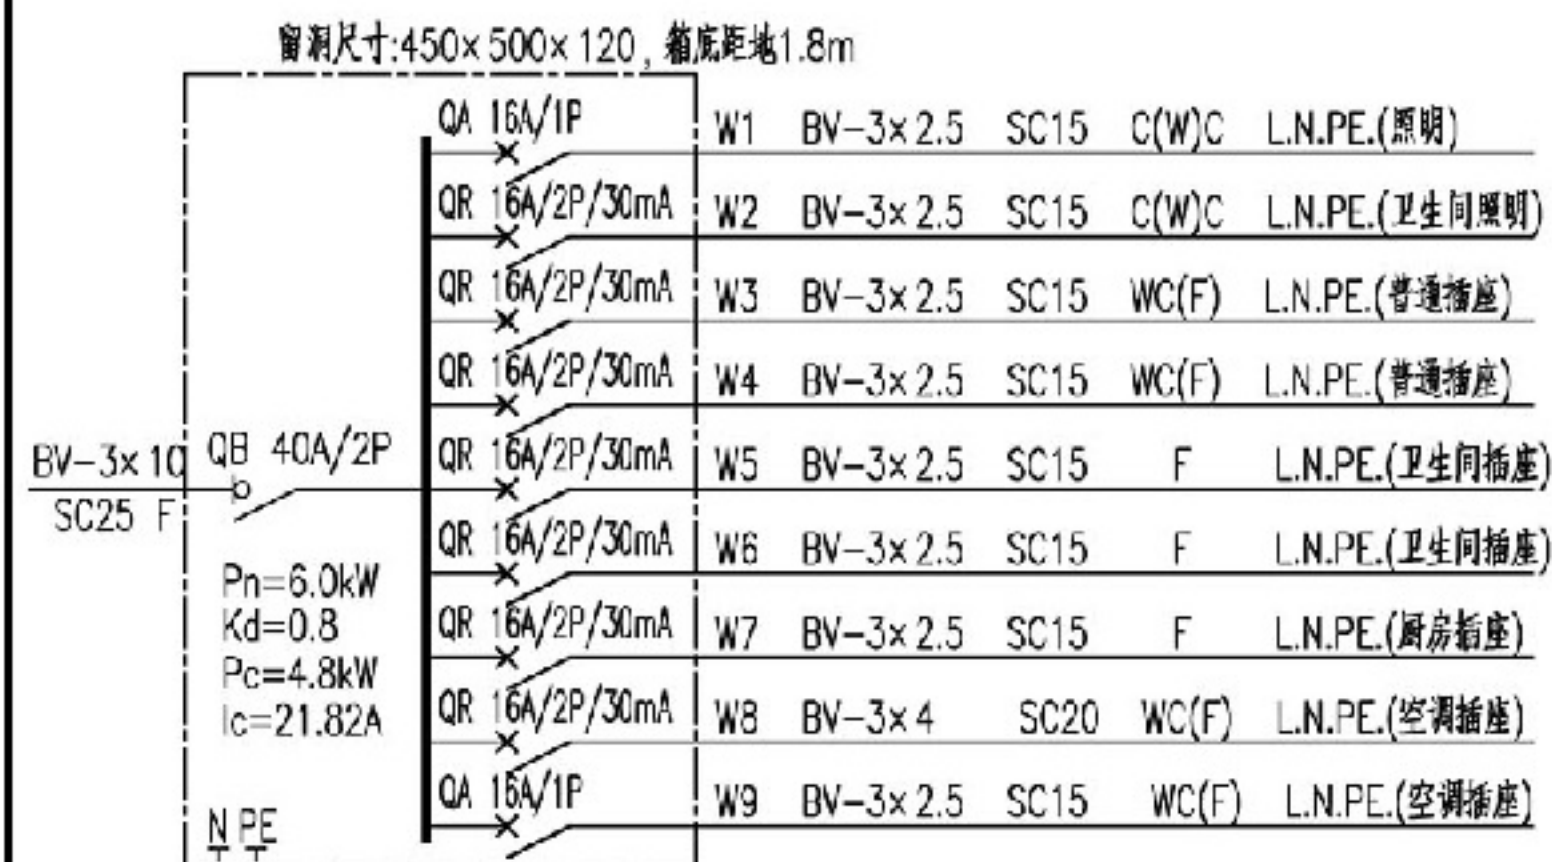 留洞尺寸:450×500×120, 箱底距地1.8m
QA 16A/1P W1 BV-3×2.5 SC15 C(W)C L.N.PE.(照明)
QR 16A/2P/30mA W2 BV-3×2.5 SC15 C(W)C L.N.PE.(卫生间照明)
QR 16A/2P/30mA W3 BV-3×2.5 SC15 WC(F) L.N.PE.(普通插座)
QR 16A/2P/30mA W4 BV-3×2.5 SC15 WC(F) L.N.PE.(普通插座)
BV-3×10 QB 40A/2P QR 16A/2P/30mA W5 BV-3×2.5 SC15 F L.N.PE.(卫生间插座)
SC25 F
QR 16A/2P/30mA W6 BV-3×2.5 SC15 F L.N.PE.(卫生间插座)
Pn=6.0kW
Kd=0.8 QR 16A/2P/30mA W7 BV-3×2.5 SC15 F L.N.PE.(厨房插座)
Pc=4.8kW
Ic=21.82A QR 16A/2P/30mA W8 BV-3×4 SC20 WC(F) L.N.PE.(空调插座)
QA 16A/1P W9 BV-3×2.5 SC15 WC(F) L.N.PE.(空调插座)
N PE